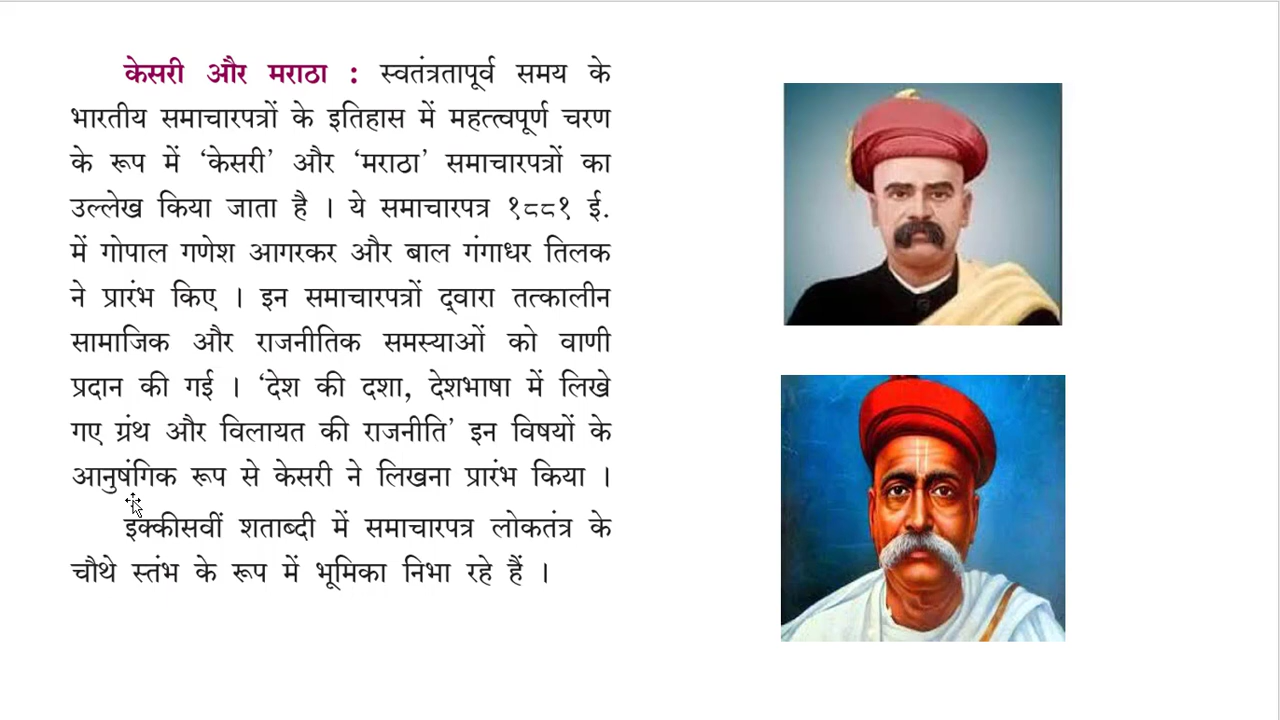 केसरी और मराठा : स्वतंत्रतापूर्व समय के
भारतीय समाचारपत्रों के इतिहास में महत्त्वपूर्ण चरण
के रूप में ‘केसरी’ और ‘मराठा’ समाचारपत्रों का
उल्लेख किया जाता है । ये समाचारपत्र १८८१ ई.
में गोपाल गणेश आगरकर और बाल गंगाधर तिलक
ने प्रारंभ किए । इन समाचारपत्रों द्‌वारा तत्कालीन
सामाजिक और राजनीतिक समस्याओं को वाणी
प्रदान की गई । ‘देश की दशा, देशभाषा में लिखे
गए ग्रंथ और विलायत की राजनीति’ इन विषयों के
आनुषंगिक रूप से केसरी ने लिखना प्रारंभ किया ।
इक्कीसवीं शताब्दी में समाचारपत्र लोकतंत्र के
चौथे स्तंभ के रूप में भूमिका निभा रहे हैं ।